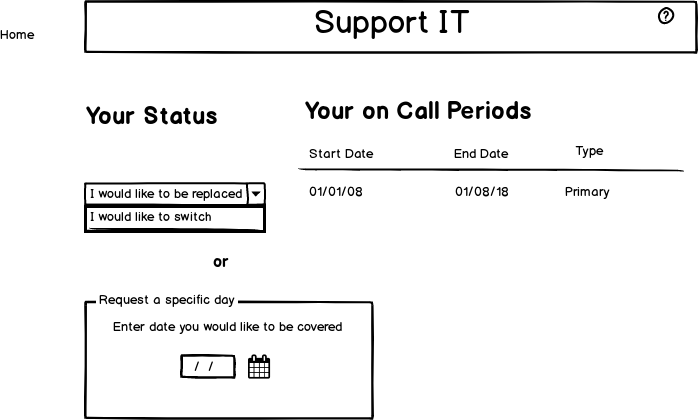 Support IT
?
Home
Your Status
Your on Call Periods
Start Date End Date Type
01/01/08 01/08/18 Primary
I would like to be replaced
I would like to switch
or
Request a specific day
Enter date you would like to be covered
/ /